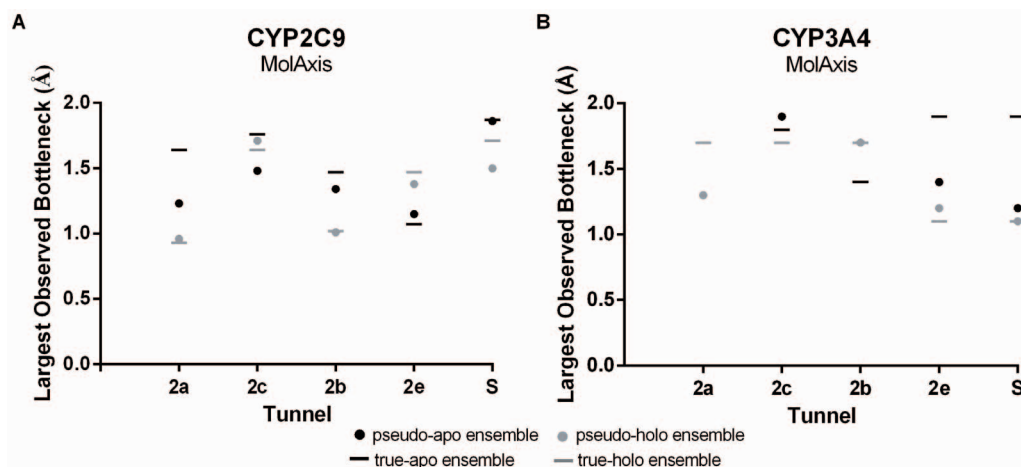 A
CYP2C9
MolAxis
Largest Observed Bottleneck (Å)
2.0
1.5
1.0
0.5
0.0
2a 2c 2b 2e S
Tunnel
B
CYP3A4
MolAxis
Largest Observed Bottleneck (Å)
2.0
1.5
1.0
0.5
0.0
2a 2c 2b 2e S
Tunnel
pseudo-apo ensemble pseudo-holo ensemble
true-apo ensemble true-holo ensemble